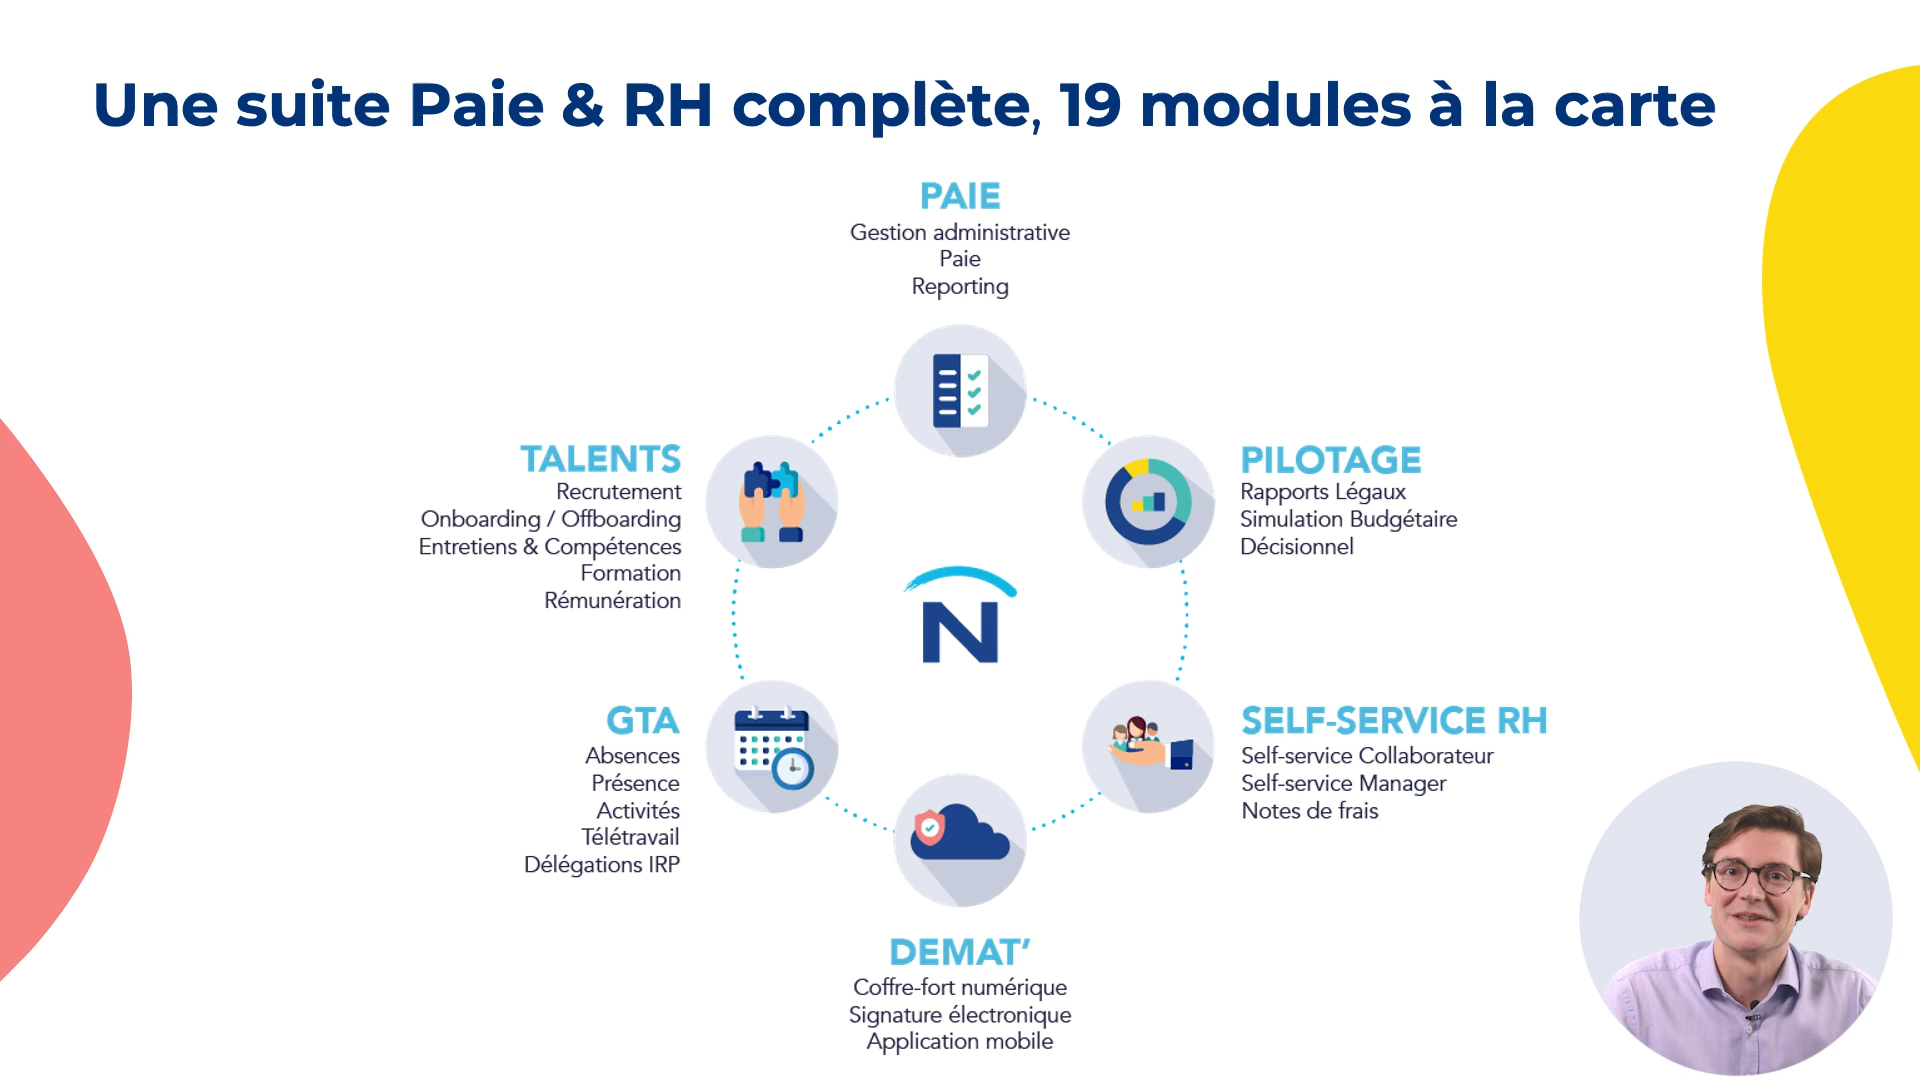 Une suite Paie & RH complète, 19 modules à la carte
PAIE
Gestion administrative
Paie
Reporting
TALENTS
Recrutement
Onboarding / Offboarding
Entretiens & Compétences
Formation
Rémunération
PILOTAGE
Rapports Légaux
Simulation Budgétaire
Décisionnel
N
GTA
Absences
Présence
Activités
Télétravail
Délégations IRP
SELF-SERVICE RH
Self-service Collaborateur
Self-service Manager
Notes de frais
DEMAT’
Coffre-fort numérique
Signature électronique
Application mobile